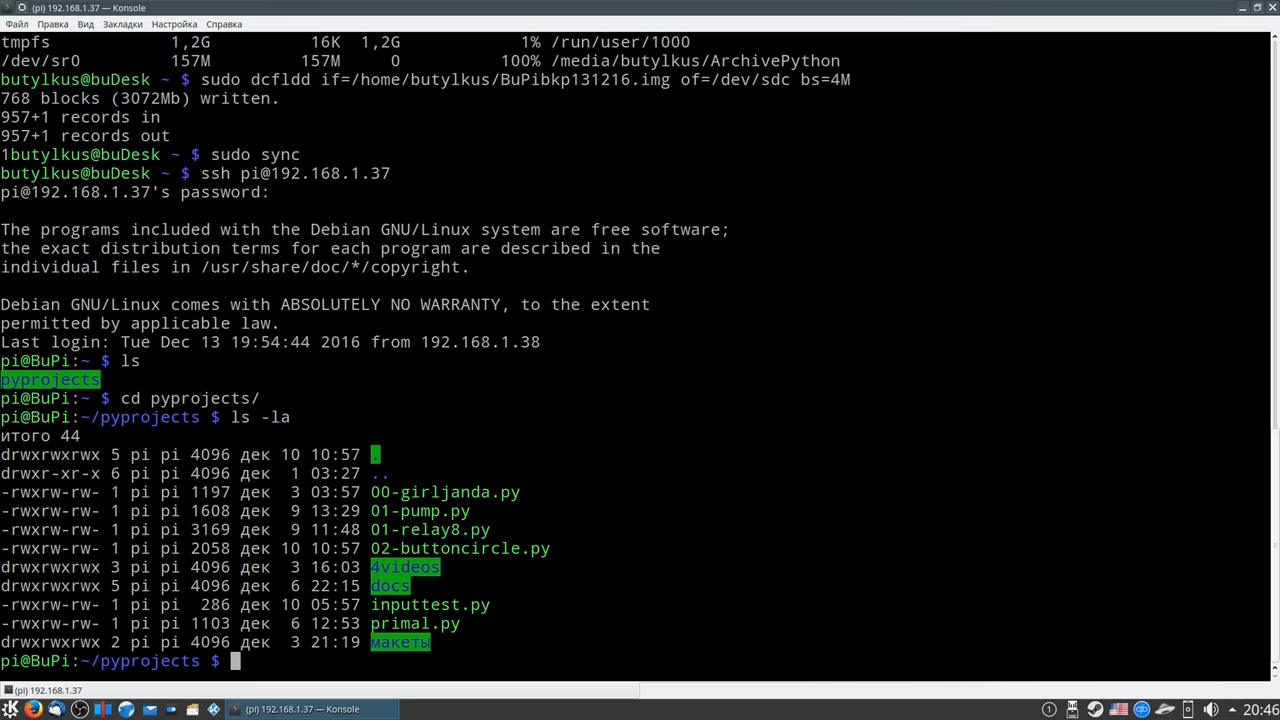 (pi) 192.168.1.37 — Konsole
Файл Правка Вид Закладки Настройка Справка
tmpfs 1,2G 16K 1,2G 1% /run/user/1000
/dev/sr0 157M 157M 0 100% /media/butylkus/ArchivePython
butylkus@buDesk ~ $ sudo dcfldd if=/home/butylkus/BuPibkp131216.img of=/dev/sdc bs=4M
768 blocks (3072Mb) written.
957+1 records in
957+1 records out
1butylkus@buDesk ~ $ sudo sync
butylkus@buDesk ~ $ ssh pi@192.168.1.37
pi@192.168.1.37's password:
The programs included with the Debian GNU/Linux system are free software;
the exact distribution terms for each program are described in the
individual files in /usr/share/doc/*/copyright.
Debian GNU/Linux comes with ABSOLUTELY NO WARRANTY, to the extent
permitted by applicable law.
Last login: Tue Dec 13 19:54:44 2016 from 192.168.1.38
pi@BuPi:~ $ ls
pyprojects
pi@BuPi:~ $ cd pyprojects/
pi@BuPi:~/pyprojects $ ls -la
итого 44
drwxrwxrwx 5 pi pi 4096 дек 10 10:57 .
drwxr-xr-x 6 pi pi 4096 дек 1 03:27 ..
-rwxrw-rw- 1 pi pi 1197 дек 3 03:57 00-girljanda.py
-rwxrw-rw- 1 pi pi 1608 дек 9 13:29 01-pump.py
-rwxrw-rw- 1 pi pi 3169 дек 9 11:48 01-relay8.py
-rwxrw-rw- 1 pi pi 2058 дек 10 10:57 02-buttoncircle.py
drwxrwxrwx 3 pi pi 4096 дек 3 16:03 4videos
drwxrwxrwx 5 pi pi 4096 дек 6 22:15 docs
-rwxrw-rw- 1 pi pi 286 дек 10 05:57 inputtest.py
-rwxrw-rw- 1 pi pi 1103 дек 6 12:53 primal.py
drwxrwxrwx 2 pi pi 4096 дек 3 21:19 макеты
pi@BuPi:~/pyprojects $
(pi) 192.168.1.37
(pi) 192.168.1.37 — Konsole
1
20:46